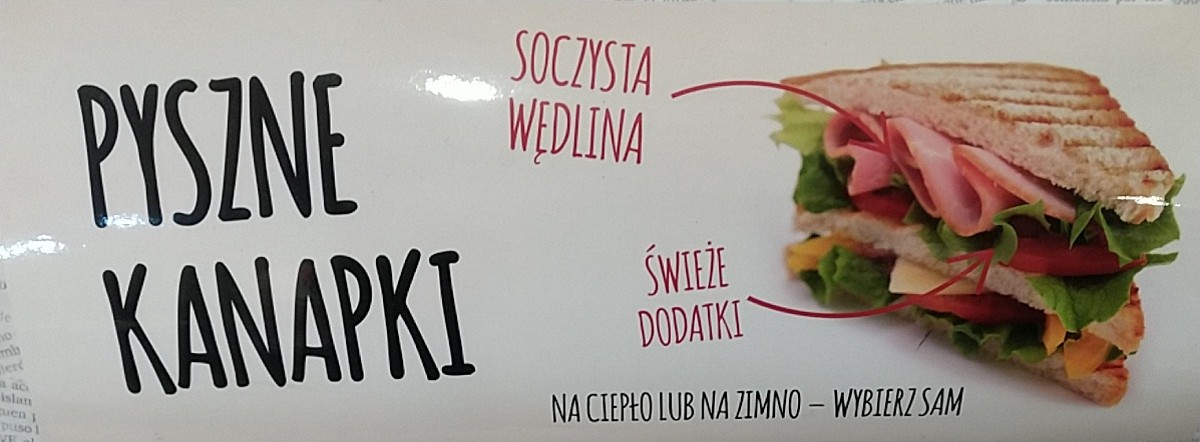 PYSZNE
KANAPKI
SOCZYSTA
WĘDLINA
ŚWIEŻE
DODATKI
NA CIEPŁO LUB NA ZIMNO – WYBIERZ SAM